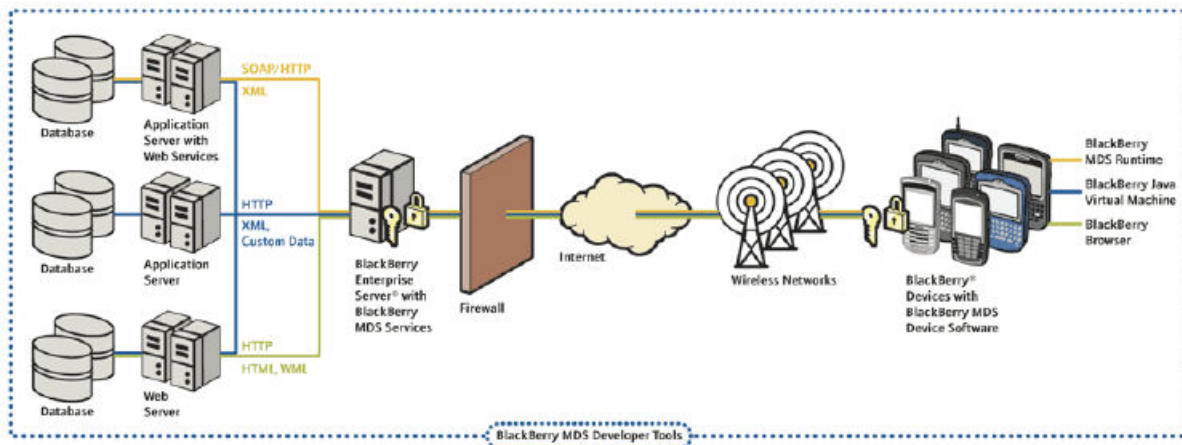 SOAP/HTTP
XML
Database
Application
Server with
Web Services
HTTP
XML,
Custom Data
Database
Application
Server
HTTP
HTML, WML
Database
Web
Server
BlackBerry
Enterprise
Server® with
BlackBerry
MDS Services
Firewall
Internet
Wireless Networks
BlackBerry®
Devices with
BlackBerry MDS
Device Software
BlackBerry
MDS Runtime
BlackBerry Java
Virtual Machine
BlackBerry
Browser
BlackBerry MDS Developer Tools